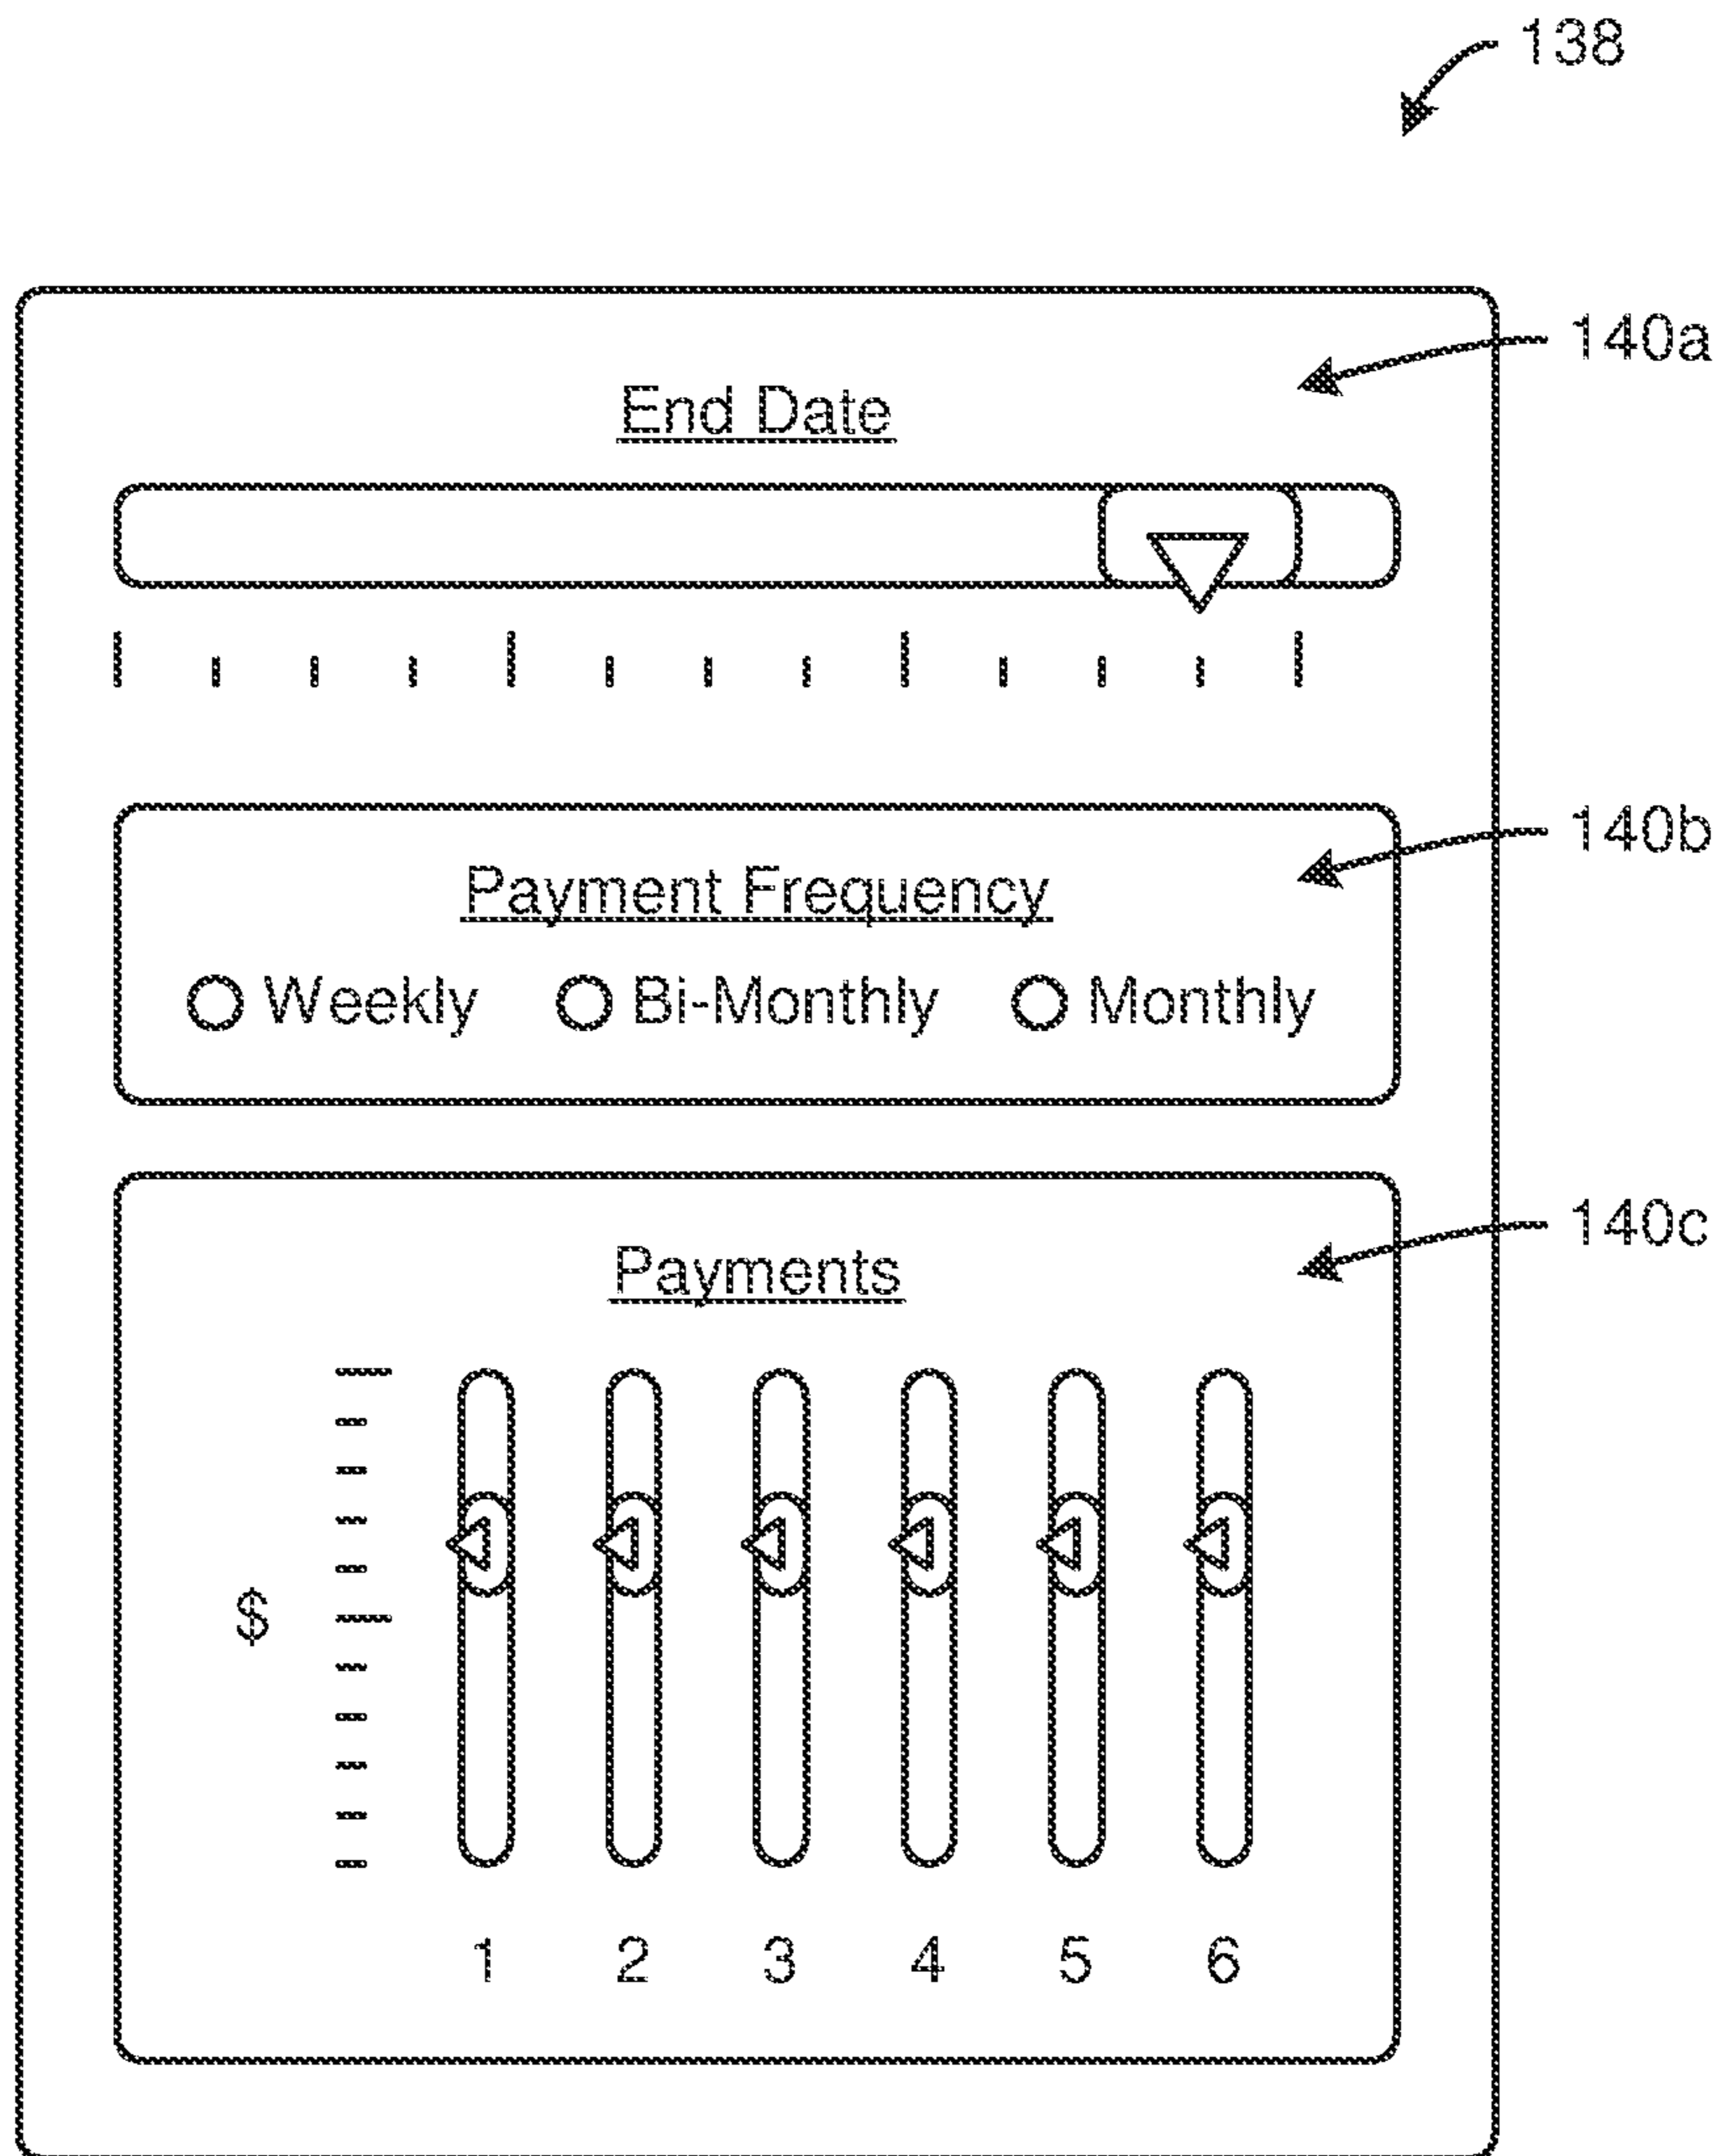 138
140a
End Date
140b
Payment Frequency
Weekly Bi-Monthly Monthly
140c
Payments
$
1 2 3 4 5 6